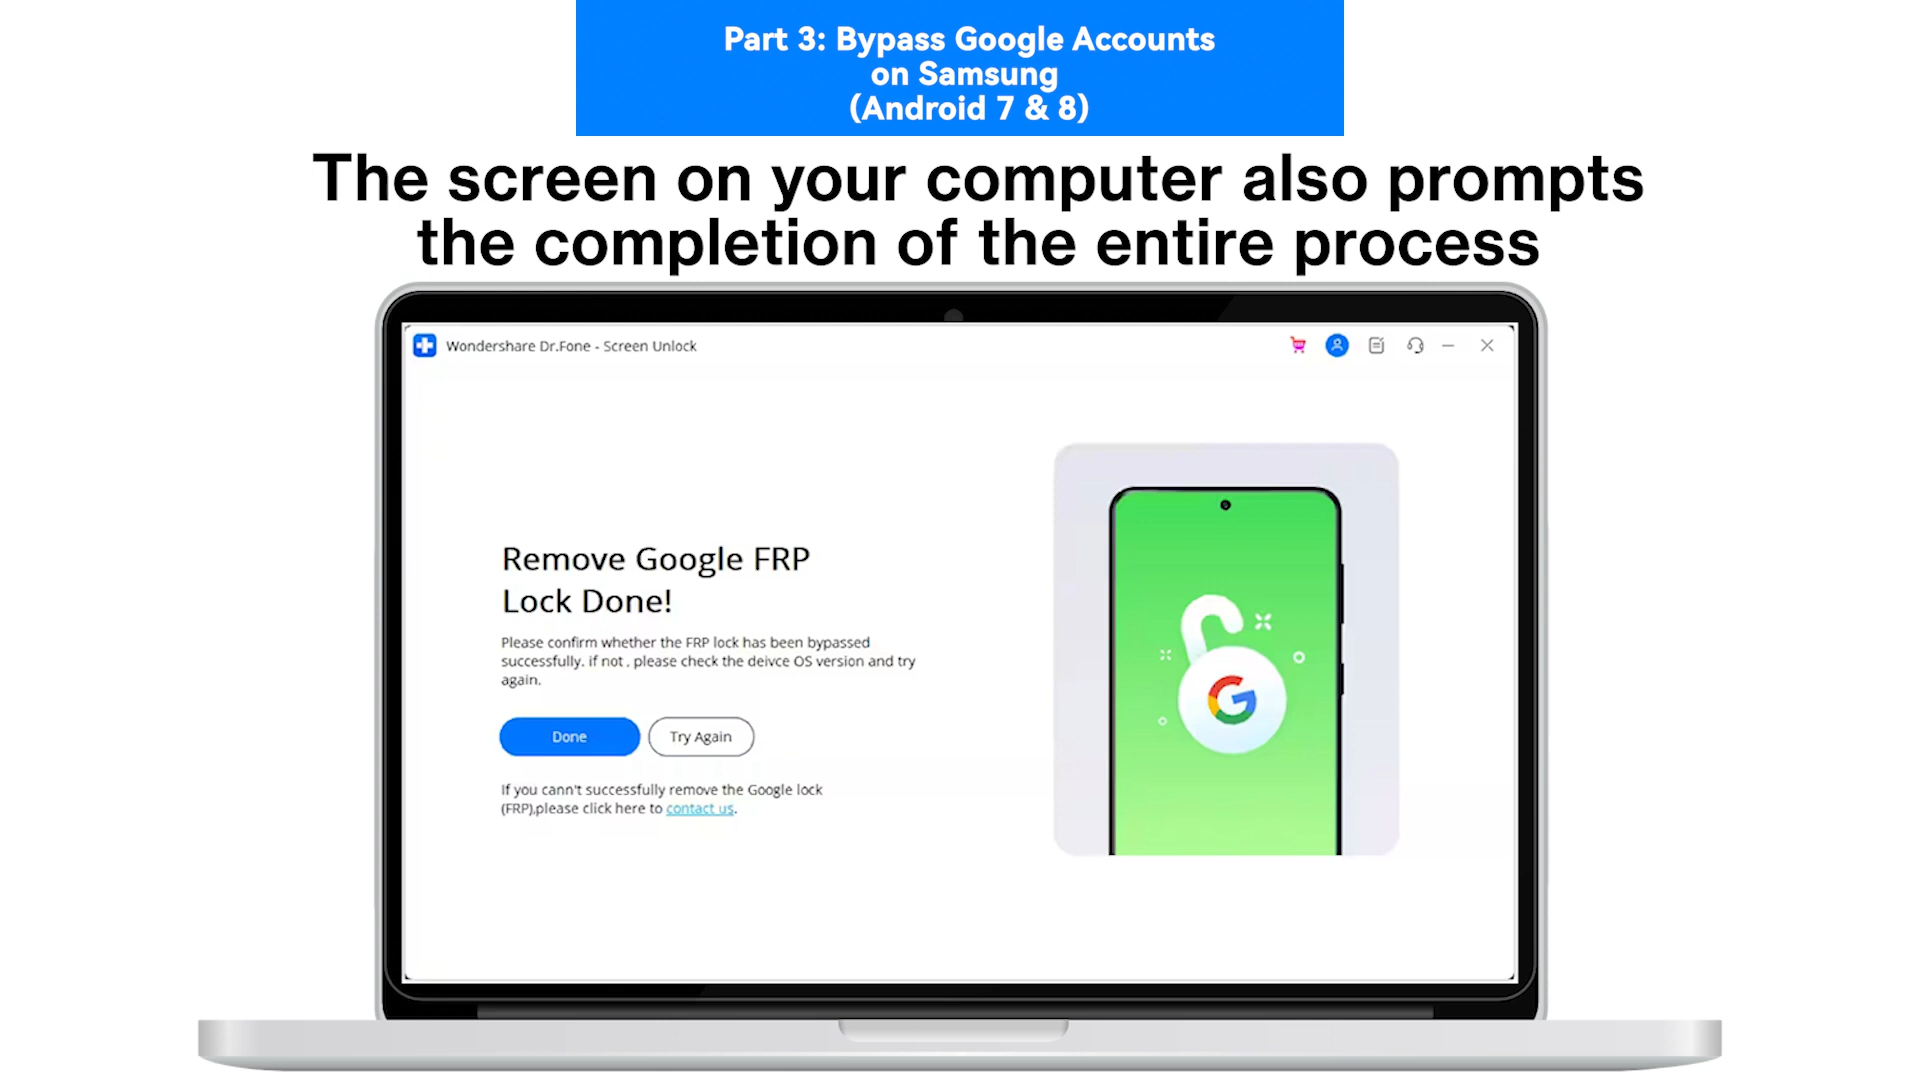 Part 3: Bypass Google Accounts
on Samsung
(Android 7 & 8)
The screen on your computer also prompts
the completion of the entire process
Wondershare Dr.Fone - Screen Unlock
Remove Google FRP
Lock Done!
Please confirm whether the FRP lock has been bypassed
successfully. if not , please check the deivce OS version and try
again.
Done
Try Again
If you cann't successfully remove the Google lock
(FRP),please click here to contact us.
G